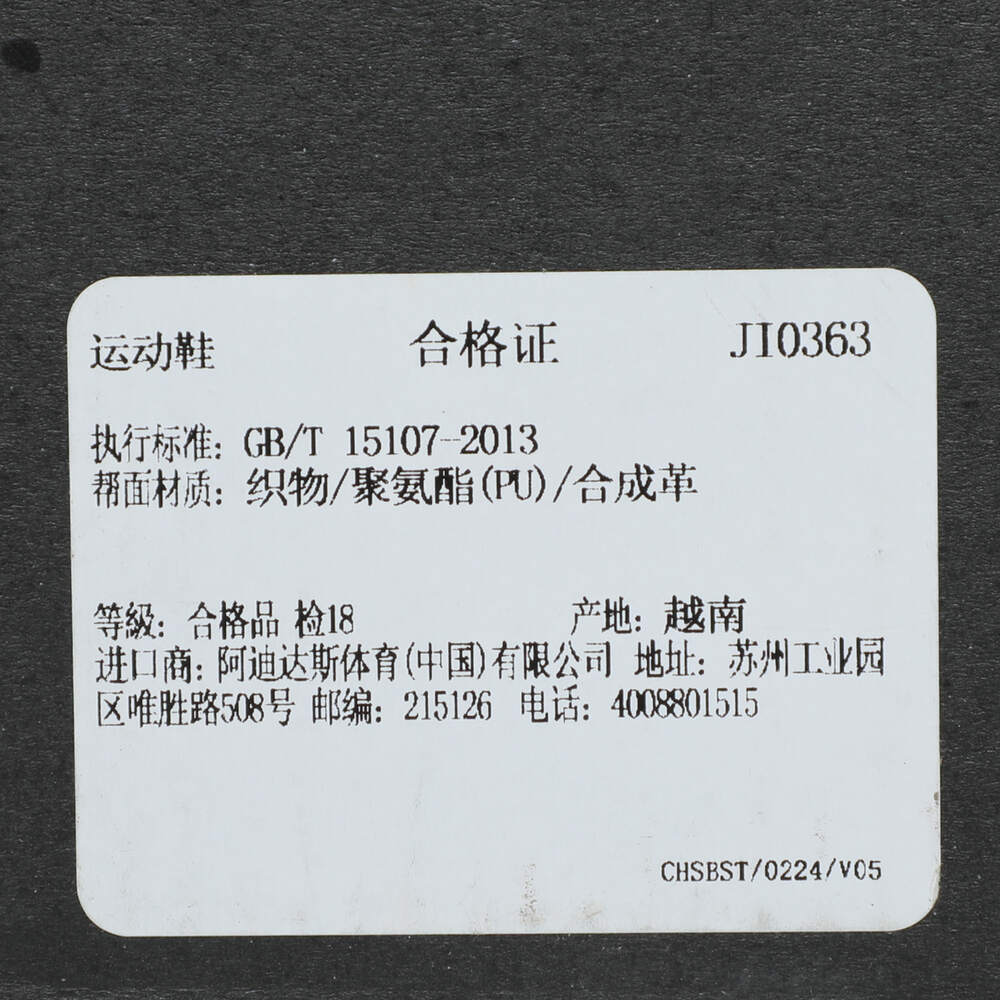 运动鞋 合格证 JI0363
执行标准: GB/T 15107-2013
帮面材质: 织物/聚氨酯(PU)/合成革
等级: 合格品 检18 产地: 越南
进口商: 阿迪达斯体育(中国)有限公司 地址: 苏州工业园
区唯胜路508号 邮编: 215126 电话: 4008801515
CHSBST/0224/V05